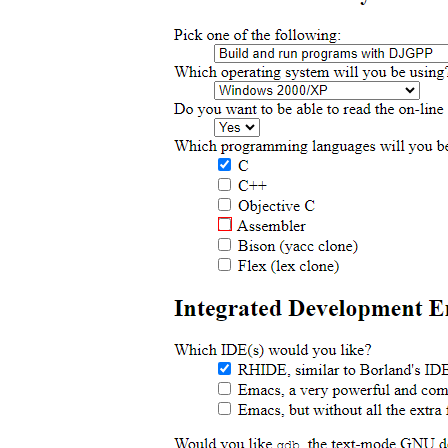 Pick one of the following:
Build and run programs with DJGPP
Which operating system will you be using?
Windows 2000/XP
Do you want to be able to read the on-line
Yes
Which programming languages will you be
C
C++
Objective C
Assembler
Bison (yacc clone)
Flex (lex clone)
Integrated Development
Which IDE(s) would you like?
RHIDE, similar to Borland's IDE
Emacs, a very powerful and com
Emacs, but without all the extra
Would you like gdb, the text-mode GNU d